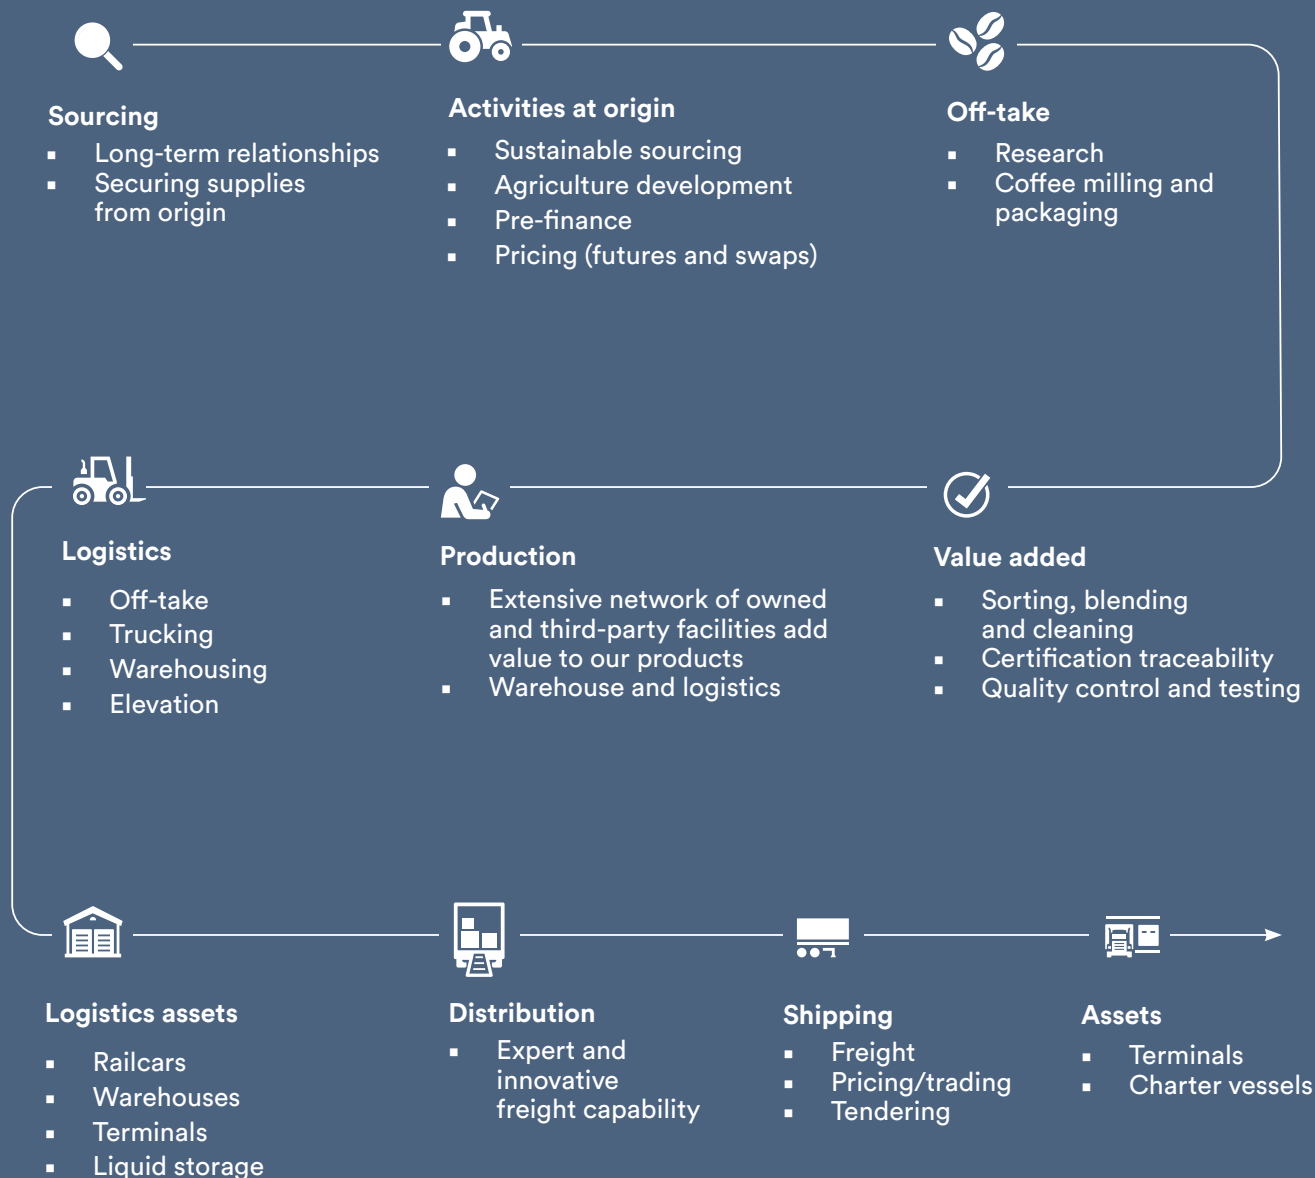 Sourcing
▪ Long-term relationships
▪ Securing supplies
from origin
Activities at origin
▪ Sustainable sourcing
▪ Agriculture development
▪ Pre-finance
▪ Pricing (futures and swaps)
Off-take
▪ Research
▪ Coffee milling and
packaging
Logistics
▪ Off-take
▪ Trucking
▪ Warehousing
▪ Elevation
Production
▪ Extensive network of owned
and third-party facilities add
value to our products
▪ Warehouse and logistics
Value added
▪ Sorting, blending
and cleaning
▪ Certification traceability
▪ Quality control and testing
Logistics assets
▪ Railcars
▪ Warehouses
▪ Terminals
▪ Liquid storage
Distribution
▪ Expert and
innovative
freight capability
Shipping
▪ Freight
▪ Pricing/trading
▪ Tendering
Assets
▪ Terminals
▪ Charter vessels